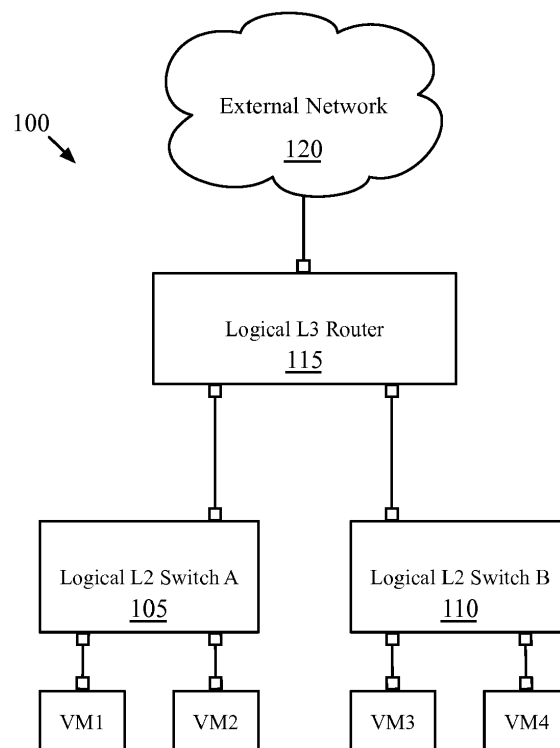 External Network
120
100
Logical L3 Router
115
Logical L2 Switch A
105
Logical L2 Switch B
110
VM1
VM2
VM3
VM4